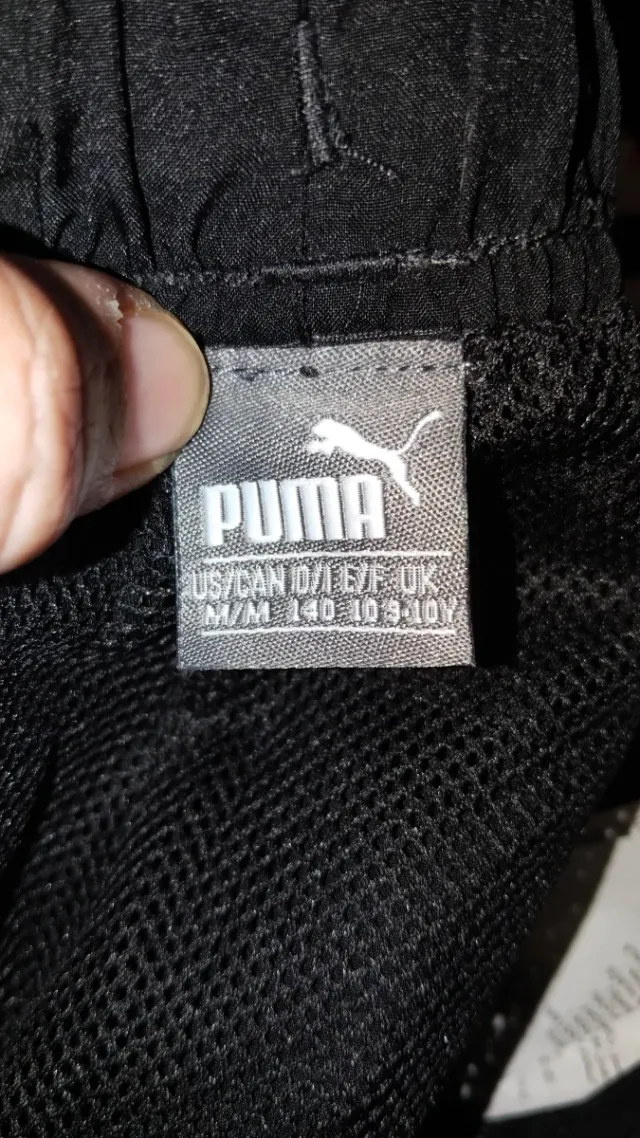 PUMA
US/CAN D/I E/F UK
M/M 140 10 9-10Y